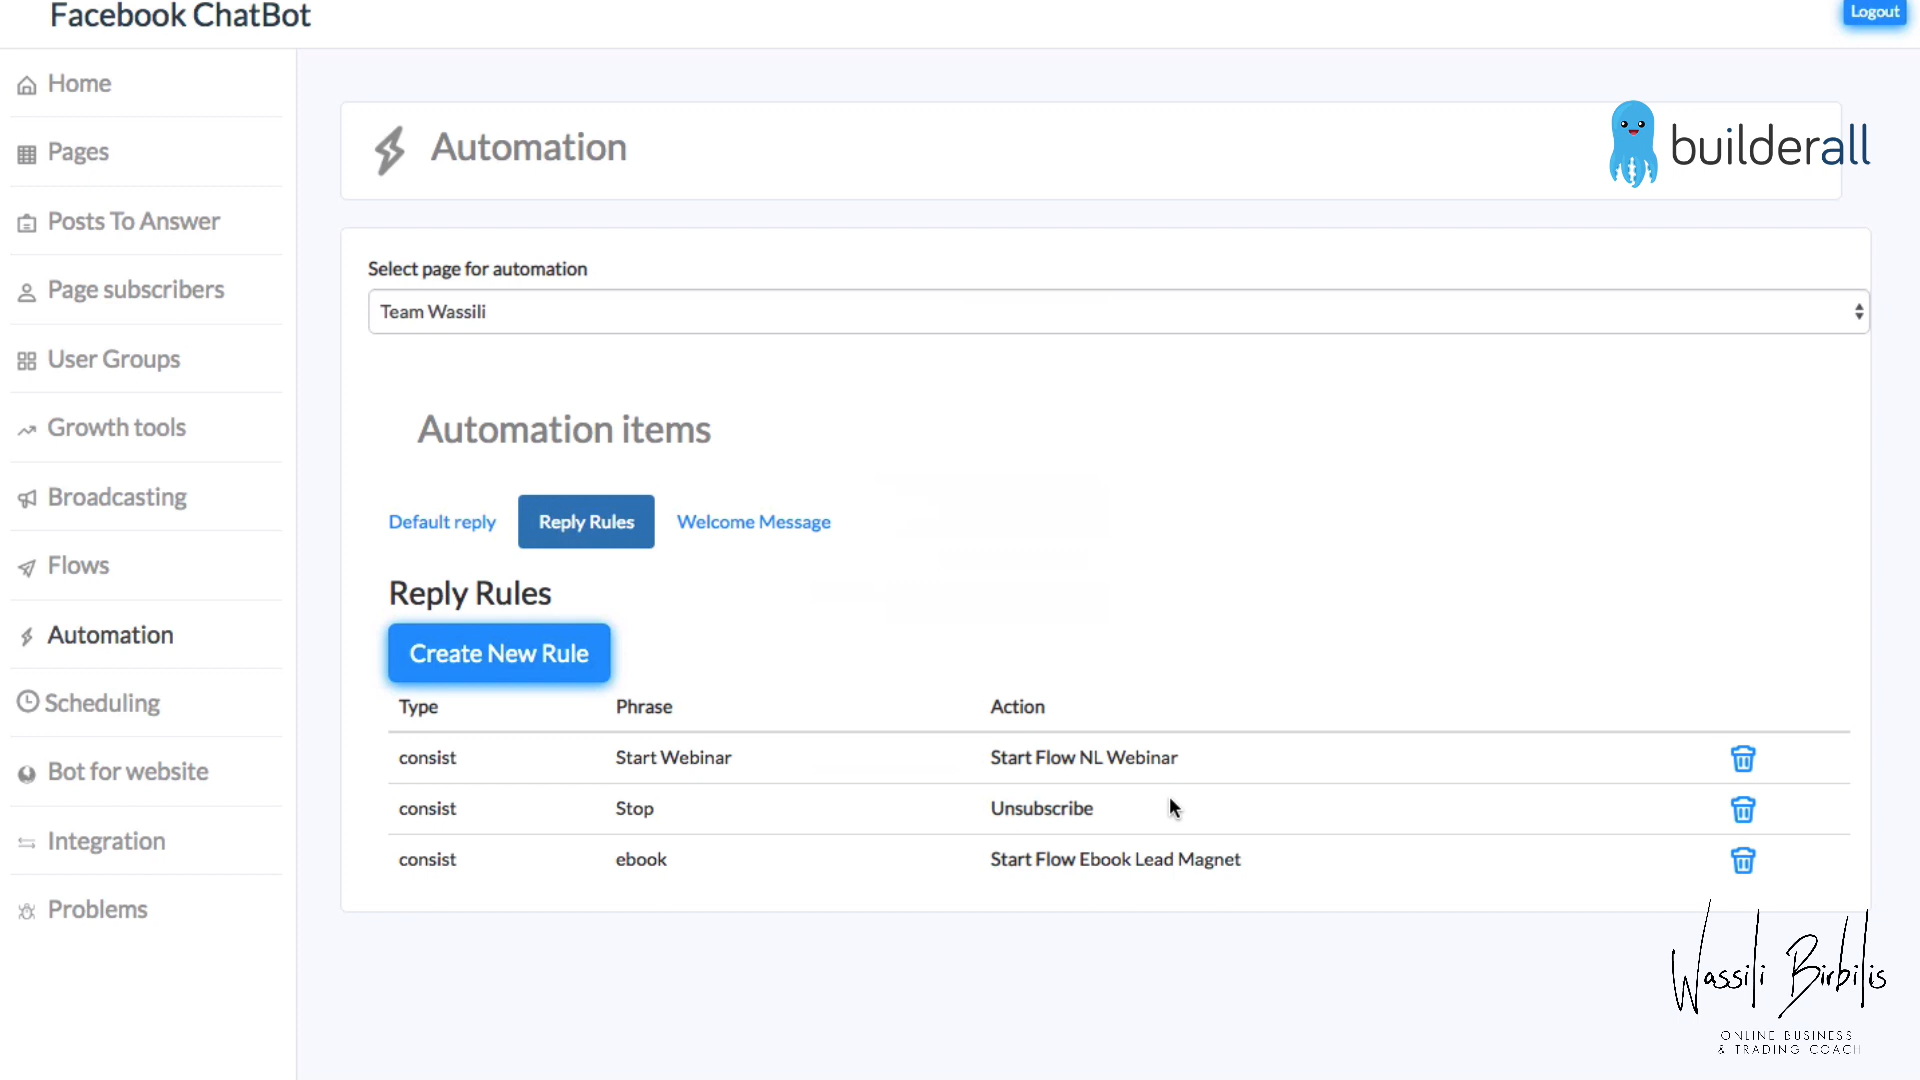 Facebook ChatBot
Logout
Home
Pages
Posts To Answer
Page subscribers
User Groups
Growth tools
Broadcasting
Flows
Automation
Scheduling
Bot for website
Integration
Problems
Automation
builderall
Select page for automation
Team Wassili
Automation items
Default reply Reply Rules Welcome Message
Reply Rules
Create New Rule
Type Phrase Action
consist Start Webinar Start Flow NL Webinar
consist Stop Unsubscribe
consist ebook Start Flow Ebook Lead Magnet
Wassili Birbilis
ONLINE BUSINESS
& TRADING COACH